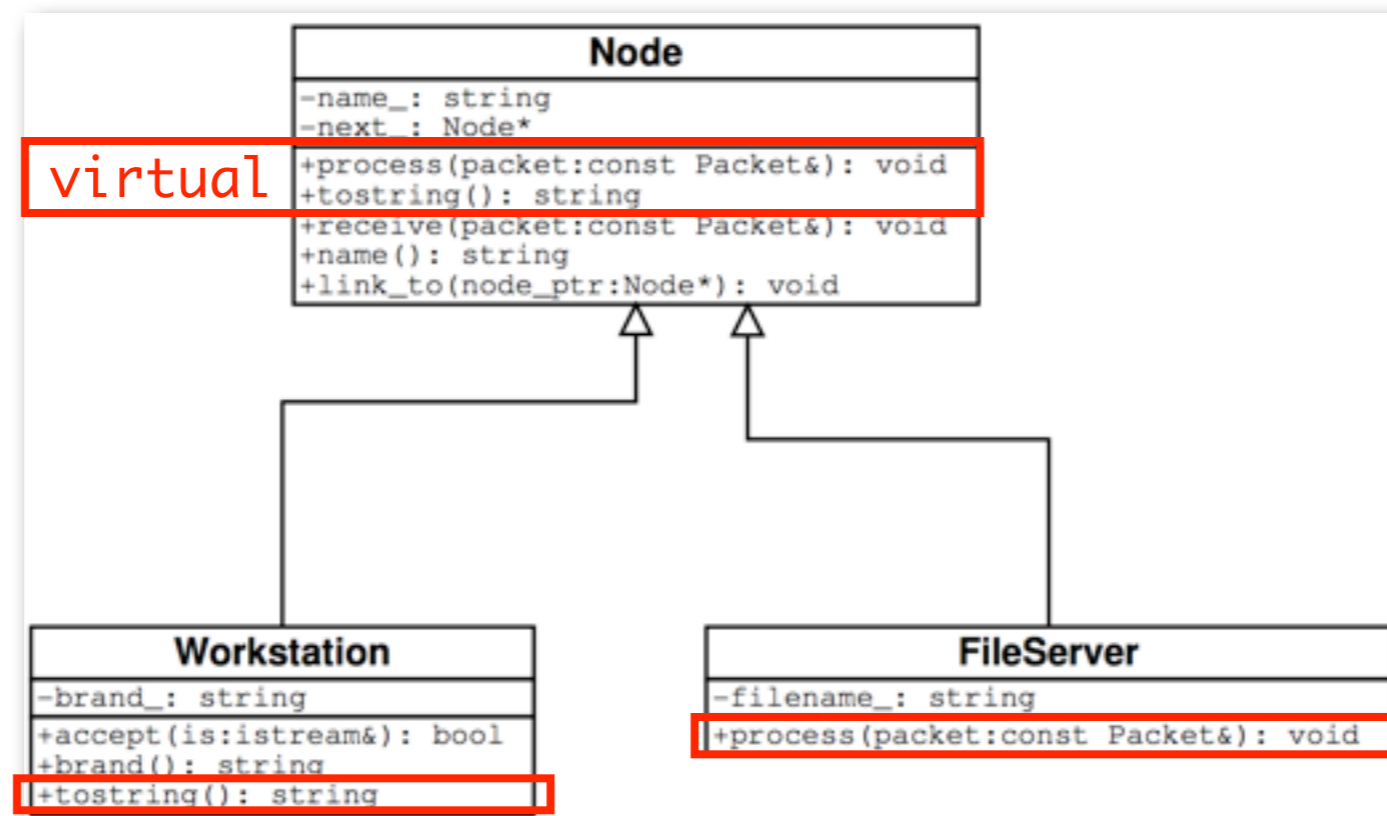 Node
-name_: string
-next_: Node*
virtual
+process(packet:const Packet&): void
+tostring(): string
+receive(packet:const Packet&): void
+name(): string
+link_to(node_ptr:Node*): void
Workstation
-brand_: string
+accept(is:istream&): bool
+brand(): string
+tostring(): string
FileServer
-filename_: string
+process(packet:const Packet&): void